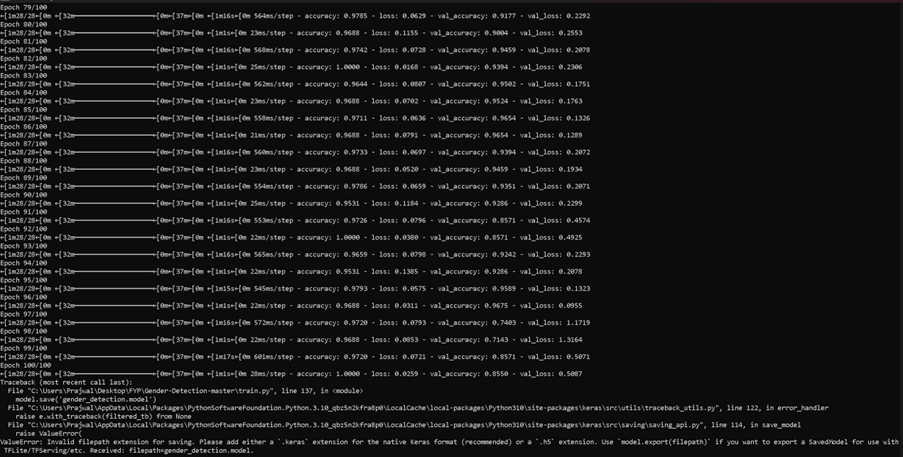 Epoch 79/100
←[1m28/28←[0m ←[32m━━━━━━━━━━━━━━━━━━━━←[0m←[37m←[0m ←[1m16s←[0m 564ms/step - accuracy: 0.9785 - loss: 0.0629 - val_accuracy: 0.9177 - val_loss: 0.2292
Epoch 80/100
←[1m28/28←[0m ←[32m━━━━━━━━━━━━━━━━━━━━←[0m←[37m←[0m ←[1m1s←[0m 23ms/step - accuracy: 0.9688 - loss: 0.1155 - val_accuracy: 0.9004 - val_loss: 0.2553
Epoch 81/100
←[1m28/28←[0m ←[32m━━━━━━━━━━━━━━━━━━━━←[0m←[37m←[0m ←[1m16s←[0m 568ms/step - accuracy: 0.9742 - loss: 0.0728 - val_accuracy: 0.9459 - val_loss: 0.2078
Epoch 82/100
←[1m28/28←[0m ←[32m━━━━━━━━━━━━━━━━━━━━←[0m←[37m←[0m ←[1m1s←[0m 25ms/step - accuracy: 1.0000 - loss: 0.0168 - val_accuracy: 0.9394 - val_loss: 0.2306
Epoch 83/100
←[1m28/28←[0m ←[32m━━━━━━━━━━━━━━━━━━━━←[0m←[37m←[0m ←[1m16s←[0m 562ms/step - accuracy: 0.9644 - loss: 0.0807 - val_accuracy: 0.9502 - val_loss: 0.1751
Epoch 84/100
←[1m28/28←[0m ←[32m━━━━━━━━━━━━━━━━━━━━←[0m←[37m←[0m ←[1m1s←[0m 23ms/step - accuracy: 0.9688 - loss: 0.0702 - val_accuracy: 0.9524 - val_loss: 0.1763
Epoch 85/100
←[1m28/28←[0m ←[32m━━━━━━━━━━━━━━━━━━━━←[0m←[37m←[0m ←[1m16s←[0m 558ms/step - accuracy: 0.9711 - loss: 0.0636 - val_accuracy: 0.9654 - val_loss: 0.1326
Epoch 86/100
←[1m28/28←[0m ←[32m━━━━━━━━━━━━━━━━━━━━←[0m←[37m←[0m ←[1m1s←[0m 21ms/step - accuracy: 0.9688 - loss: 0.0791 - val_accuracy: 0.9654 - val_loss: 0.1289
Epoch 87/100
←[1m28/28←[0m ←[32m━━━━━━━━━━━━━━━━━━━━←[0m←[37m←[0m ←[1m16s←[0m 560ms/step - accuracy: 0.9733 - loss: 0.0697 - val_accuracy: 0.9394 - val_loss: 0.2072
Epoch 88/100
←[1m28/28←[0m ←[32m━━━━━━━━━━━━━━━━━━━━←[0m←[37m←[0m ←[1m1s←[0m 23ms/step - accuracy: 0.9688 - loss: 0.0520 - val_accuracy: 0.9459 - val_loss: 0.1934
Epoch 89/100
←[1m28/28←[0m ←[32m━━━━━━━━━━━━━━━━━━━━←[0m←[37m←[0m ←[1m16s←[0m 554ms/step - accuracy: 0.9786 - loss: 0.0659 - val_accuracy: 0.9351 - val_loss: 0.2071
Epoch 90/100
←[1m28/28←[0m ←[32m━━━━━━━━━━━━━━━━━━━━←[0m←[37m←[0m ←[1m1s←[0m 25ms/step - accuracy: 0.9531 - loss: 0.1184 - val_accuracy: 0.9286 - val_loss: 0.2299
Epoch 91/100
←[1m28/28←[0m ←[32m━━━━━━━━━━━━━━━━━━━━←[0m←[37m←[0m ←[1m16s←[0m 553ms/step - accuracy: 0.9726 - loss: 0.0796 - val_accuracy: 0.8571 - val_loss: 0.4574
Epoch 92/100
←[1m28/28←[0m ←[32m━━━━━━━━━━━━━━━━━━━━←[0m←[37m←[0m ←[1m1s←[0m 22ms/step - accuracy: 1.0000 - loss: 0.0380 - val_accuracy: 0.8571 - val_loss: 0.4925
Epoch 93/100
←[1m28/28←[0m ←[32m━━━━━━━━━━━━━━━━━━━━←[0m←[37m←[0m ←[1m16s←[0m 565ms/step - accuracy: 0.9659 - loss: 0.0798 - val_accuracy: 0.9242 - val_loss: 0.2293
Epoch 94/100
←[1m28/28←[0m ←[32m━━━━━━━━━━━━━━━━━━━━←[0m←[37m←[0m ←[1m1s←[0m 22ms/step - accuracy: 0.9531 - loss: 0.1385 - val_accuracy: 0.9286 - val_loss: 0.2078
Epoch 95/100
←[1m28/28←[0m ←[32m━━━━━━━━━━━━━━━━━━━━←[0m←[37m←[0m ←[1m15s←[0m 545ms/step - accuracy: 0.9793 - loss: 0.0575 - val_accuracy: 0.9589 - val_loss: 0.1323
Epoch 96/100
←[1m28/28←[0m ←[32m━━━━━━━━━━━━━━━━━━━━←[0m←[37m←[0m ←[1m1s←[0m 22ms/step - accuracy: 0.9688 - loss: 0.0311 - val_accuracy: 0.9675 - val_loss: 0.0955
Epoch 97/100
←[1m28/28←[0m ←[32m━━━━━━━━━━━━━━━━━━━━←[0m←[37m←[0m ←[1m16s←[0m 572ms/step - accuracy: 0.9720 - loss: 0.0793 - val_accuracy: 0.7403 - val_loss: 1.1719
Epoch 98/100
←[1m28/28←[0m ←[32m━━━━━━━━━━━━━━━━━━━━←[0m←[37m←[0m ←[1m1s←[0m 22ms/step - accuracy: 0.9688 - loss: 0.0853 - val_accuracy: 0.7143 - val_loss: 1.3164
Epoch 99/100
←[1m28/28←[0m ←[32m━━━━━━━━━━━━━━━━━━━━←[0m←[37m←[0m ←[1m17s←[0m 601ms/step - accuracy: 0.9720 - loss: 0.0721 - val_accuracy: 0.8571 - val_loss: 0.5071
Epoch 100/100
←[1m28/28←[0m ←[32m━━━━━━━━━━━━━━━━━━━━←[0m←[37m←[0m ←[1m1s←[0m 28ms/step - accuracy: 1.0000 - loss: 0.0259 - val_accuracy: 0.8550 - val_loss: 0.5087
Traceback (most recent call last):
File "C:\Users\Prajwal\Desktop\FYP\Gender-Detection-master\train.py", line 137, in <module>
model.save('gender_detection.model')
File "C:\Users\Prajwal\AppData\Local\Packages\PythonSoftwareFoundation.Python.3.10_qbz5n2kfra8p0\LocalCache\local-packages\Python310\site-packages\keras\src\utils\traceback_utils.py", line 122, in error_handler
raise e.with_traceback(filtered_tb) from None
File "C:\Users\Prajwal\AppData\Local\Packages\PythonSoftwareFoundation.Python.3.10_qbz5n2kfra8p0\LocalCache\local-packages\Python310\site-packages\keras\src\saving\saving_api.py", line 114, in save_model
raise ValueError(
ValueError: Invalid filepath extension for saving. Please add either a `.keras` extension for the native Keras format (recommended) or a `.h5` extension. Use `model.export(filepath)` if you want to export a SavedModel for use with
TFLite/TFServing/etc. Received: filepath=gender_detection.model.